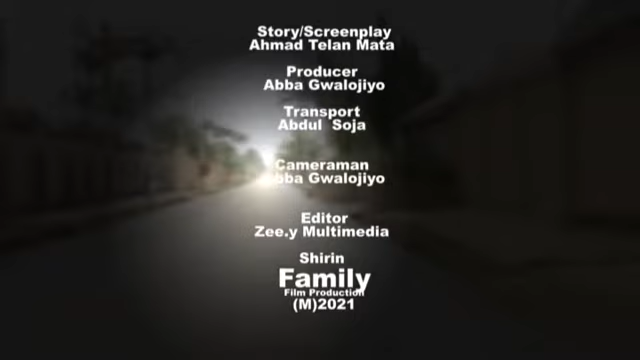 Story/Screenplay
Ahmad Telan Mata
Producer
Abba Gwalojiyo
Transport
Abdul Soja
Cameraman
Abba Gwalojiyo
Editor
Zee.y Multimedia
Shirin
Family
Film Production
(M)2021